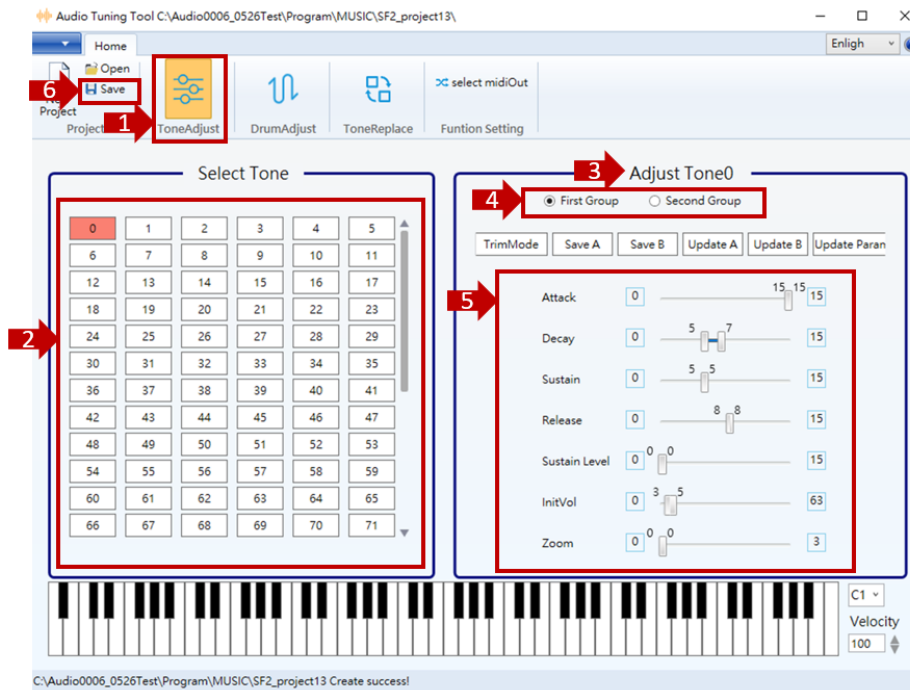 Audio Tuning Tool C:\Audio0006_0526Test\Program\MUSIC\SF2_project13\
Home
Enligh
Open
6 Save
Project
Project
1
ToneAdjust
DrumAdjust
ToneReplace
select midiOut
Funtion Setting
Select Tone
2
0 1 2 3 4 5
6 7 8 9 10 11
12 13 14 15 16 17
18 19 20 21 22 23
24 25 26 27 28 29
30 31 32 33 34 35
36 37 38 39 40 41
42 43 44 45 46 47
48 49 50 51 52 53
54 55 56 57 58 59
60 61 62 63 64 65
66 67 68 69 70 71
3 Adjust Tone0
4 First Group Second Group
TrimMode Save A Save B Update A Update B Update Paran
5
Attack 0 15 15 15
Decay 0 5 7 15
Sustain 0 5 5 15
Release 0 8 8 15
Sustain Level 0 0 0 15
InitVol 0 3 5 63
Zoom 0 0 0 3
C1
Velocity
100
C:\Audio0006_0526Test\Program\MUSIC\SF2_project13 Create success!